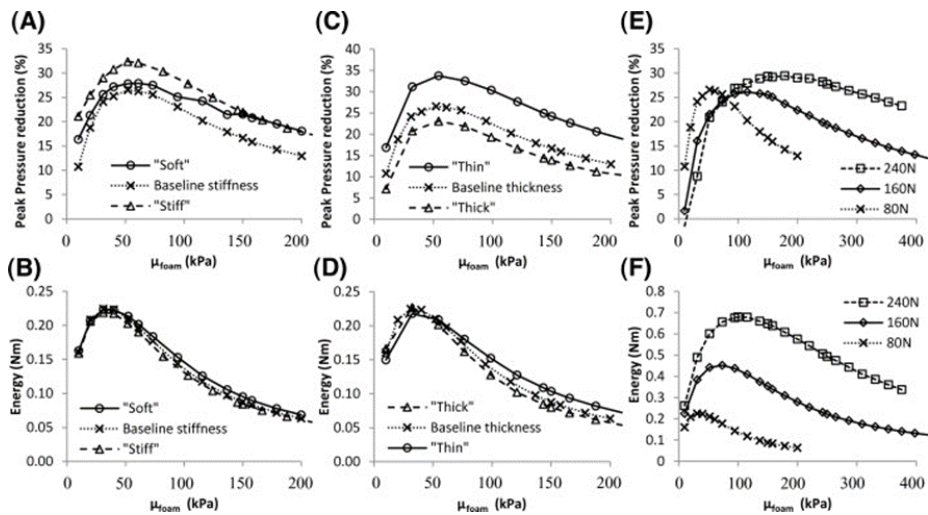 (A)
Peak Pressure reduction (%)
35
30
25
20
15
10
5
0
0 50 100 150 200
μfoam (kPa)
"Soft"
Baseline stiffness
"Stiff"
(C)
Peak Pressure reduction (%)
40
35
30
25
20
15
10
5
0
0 50 100 150 200
μfoam (kPa)
"Thin"
Baseline thickness
"Thick"
(E)
Peak Pressure reduction (%)
35
30
25
20
15
10
5
0
0 100 200 300 400
μfoam (kPa)
240N
160N
80N
(B)
Energy (Nm)
0.25
0.20
0.15
0.10
0.05
0.00
0 50 100 150 200
μfoam (kPa)
"Soft"
Baseline stiffness
"Stiff"
(D)
Energy (Nm)
0.25
0.20
0.15
0.10
0.05
0.00
0 50 100 150 200
μfoam (kPa)
"Thick"
Baseline thickness
"Thin"
(F)
Energy (Nm)
0.8
0.7
0.6
0.5
0.4
0.3
0.2
0.1
0
0 100 200 300 400
μfoam (kPa)
240N
160N
80N